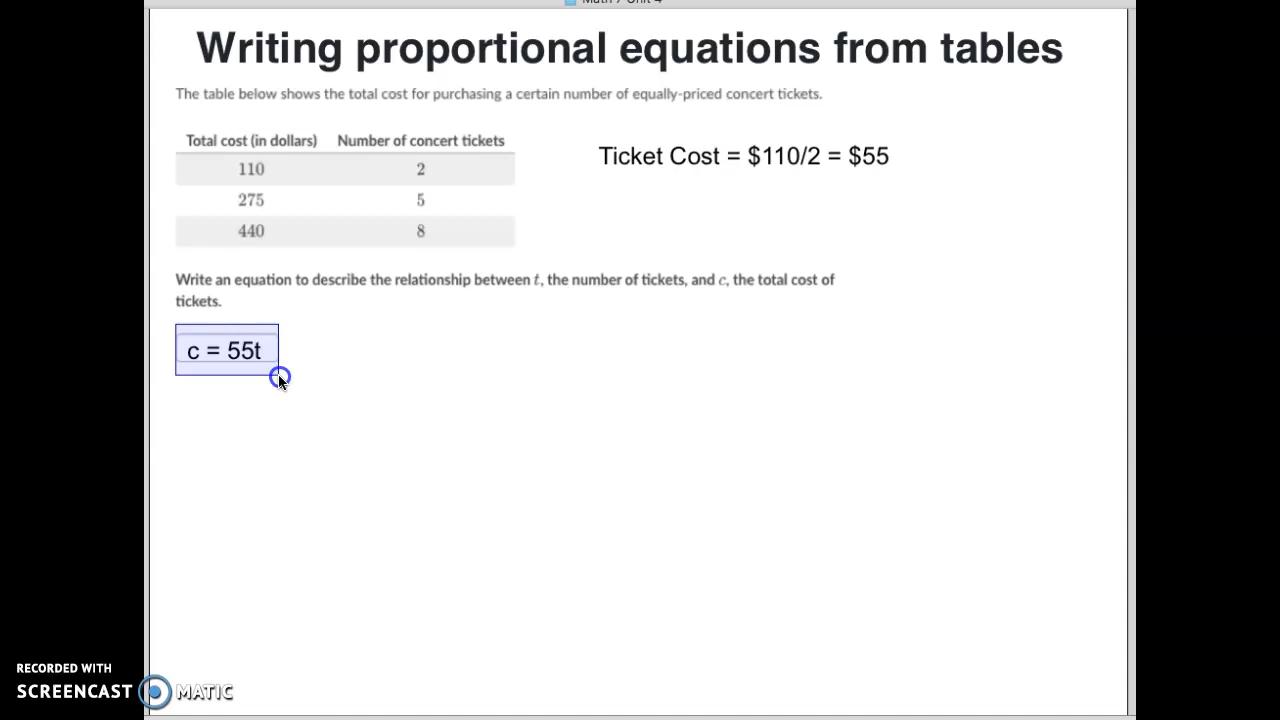 Writing proportional equations from tables
The table below shows the total cost for purchasing a certain number of equally-priced concert tickets.
Total cost (in dollars) Number of concert tickets
110 2
275 5
440 8
Ticket Cost = $110/2 = $55
Write an equation to describe the relationship between t, the number of tickets, and c, the total cost of
tickets.
c = 55t
RECORDED WITH
SCREENCAST MATIC